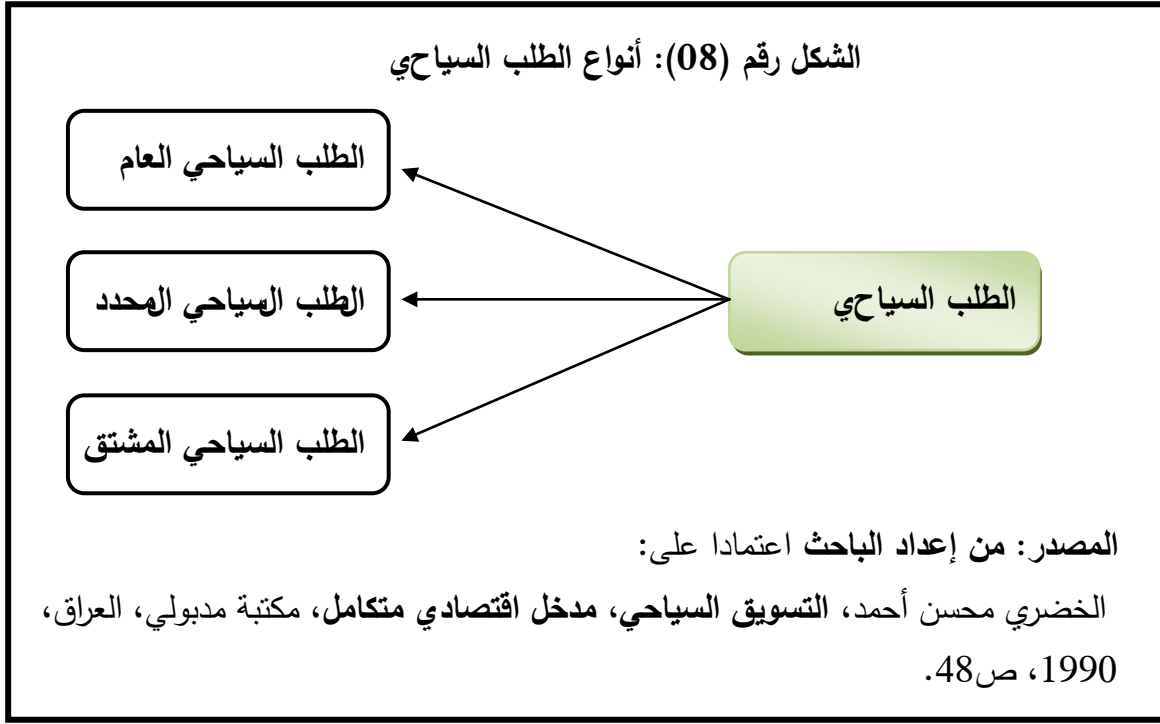 الشكل رقم (08): أنواع الطلب السياحي
الطلب السياحي العام
الطلب السياحي
الطلب السياحي المحدد
الطلب السياحي المشتق
المصدر: من إعداد الباحث اعتمادا على:
الخضري محسن أحمد، التسويق السياحي، مدخل اقتصادي متكامل، مكتبة مدبولي، العراق،
1990، ص48.